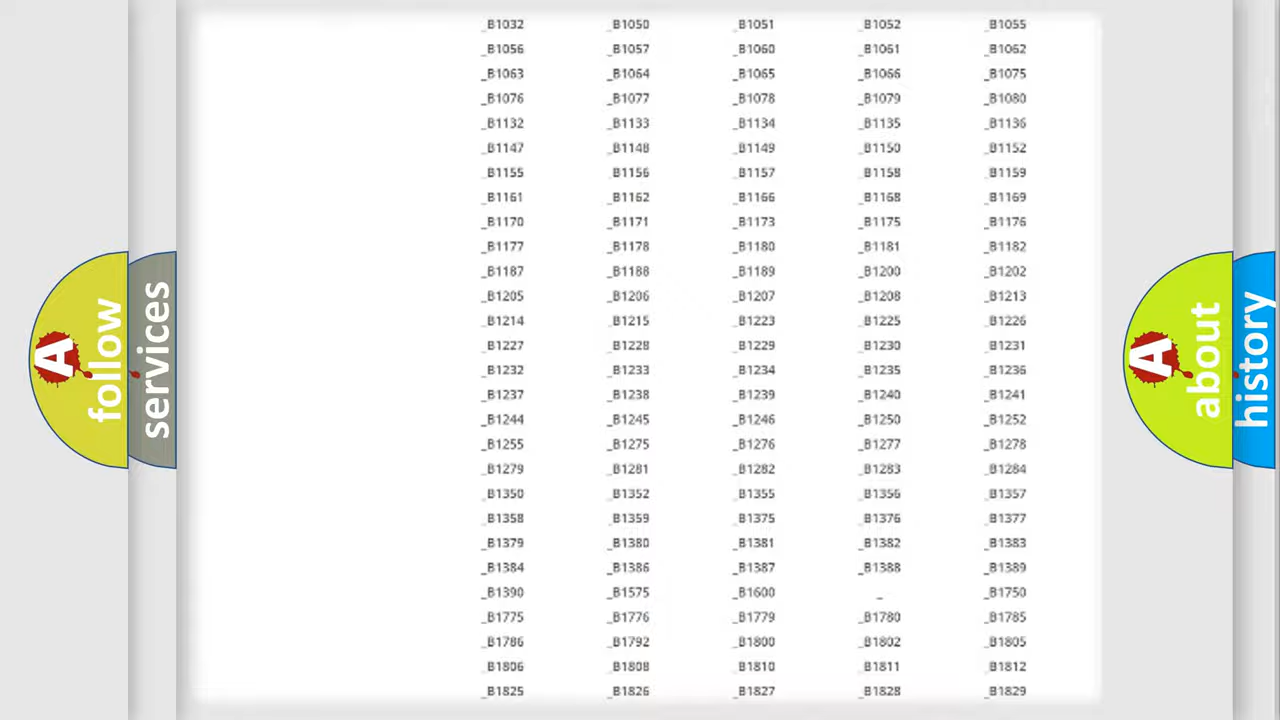 _B1032 _B1050 _B1051 _B1052 _B1055
_B1056 _B1057 _B1060 _B1061 _B1062
_B1063 _B1064 _B1065 _B1066 _B1075
_B1076 _B1077 _B1078 _B1079 _B1080
_B1132 _B1133 _B1134 _B1135 _B1136
_B1147 _B1148 _B1149 _B1150 _B1152
_B1155 _B1156 _B1157 _B1158 _B1159
_B1161 _B1162 _B1166 _B1168 _B1169
_B1170 _B1171 _B1173 _B1175 _B1176
_B1177 _B1178 _B1180 _B1181 _B1182
_B1187 _B1188 _B1189 _B1200 _B1202
_B1205 _B1206 _B1207 _B1208 _B1213
_B1214 _B1215 _B1223 _B1225 _B1226
_B1227 _B1228 _B1229 _B1230 _B1231
_B1232 _B1233 _B1234 _B1235 _B1236
_B1237 _B1238 _B1239 _B1240 _B1241
_B1244 _B1245 _B1246 _B1250 _B1252
_B1255 _B1275 _B1276 _B1277 _B1278
_B1279 _B1281 _B1282 _B1283 _B1284
_B1350 _B1352 _B1355 _B1356 _B1357
_B1358 _B1359 _B1375 _B1376 _B1377
_B1379 _B1380 _B1381 _B1382 _B1383
_B1384 _B1386 _B1387 _B1388 _B1389
_B1390 _B1575 _B1600 _ _B1750
_B1775 _B1776 _B1779 _B1780 _B1785
_B1786 _B1792 _B1800 _B1802 _B1805
_B1806 _B1808 _B1810 _B1811 _B1812
_B1825 _B1826 _B1827 _B1828 _B1829
A follow
services
A about
history